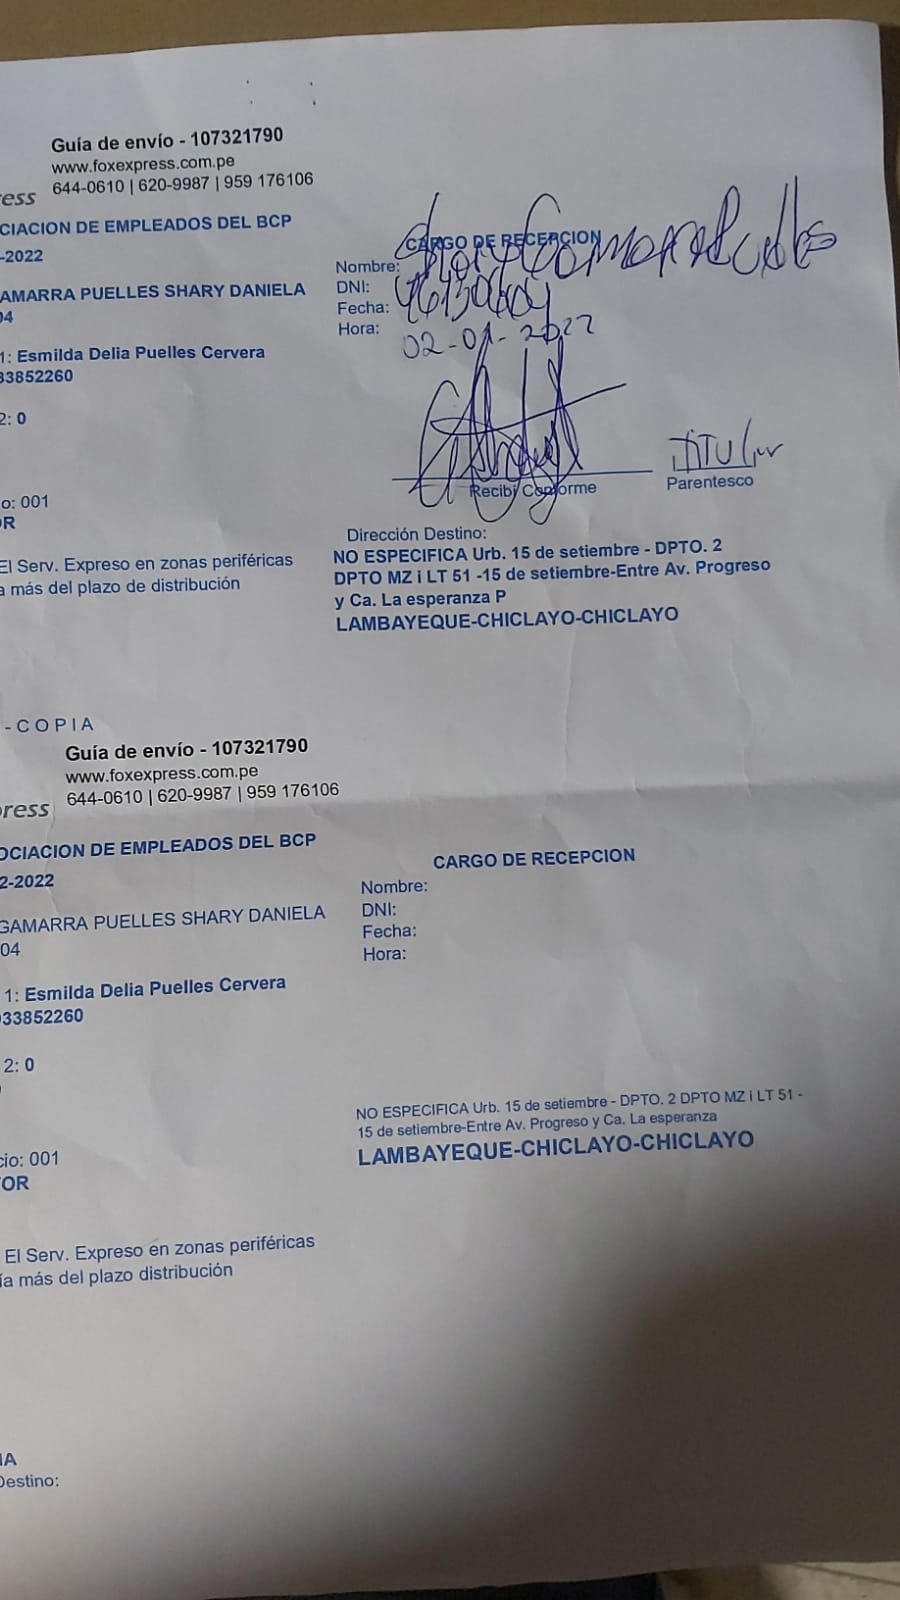 Guía de envío - 107321790
www.foxexpress.com.pe
ess 644-0610 | 620-9987 | 959 176106
CIACION DE EMPLEADOS DEL BCP
-2022
AMARRA PUELLES SHARY DANIELA
04
1: Esmilda Delia Puelles Cervera
33852260
2: 0
o: 001
OR
El Serv. Expreso en zonas periféricas
a más del plazo de distribución
CARGO DE RECEPCION
Nombre: Shary Gamarra Puelles
DNI:
Fecha:
Hora:
02-01-2022
Recibí Conforme
Titular
Parentesco
Dirección Destino:
NO ESPECIFICA Urb. 15 de setiembre - DPTO. 2
DPTO MZ i LT 51 -15 de setiembre-Entre Av. Progreso
y Ca. La esperanza P
LAMBAYEQUE-CHICLAYO-CHICLAYO
-COPIA
Guía de envío - 107321790
www.foxexpress.com.pe
press 644-0610 | 620-9987 | 959 176106
OCIACION DE EMPLEADOS DEL BCP
2-2022
GAMARRA PUELLES SHARY DANIELA
04
1: Esmilda Delia Puelles Cervera
933852260
2: 0
cio: 001
TOR
El Serv. Expreso en zonas periféricas
ía más del plazo distribución
CARGO DE RECEPCION
Nombre:
DNI:
Fecha:
Hora:
NO ESPECIFICA Urb. 15 de setiembre - DPTO. 2 DPTO MZ i LT 51 -
15 de setiembre-Entre Av. Progreso y Ca. La esperanza
LAMBAYEQUE-CHICLAYO-CHICLAYO
IA
Destino: